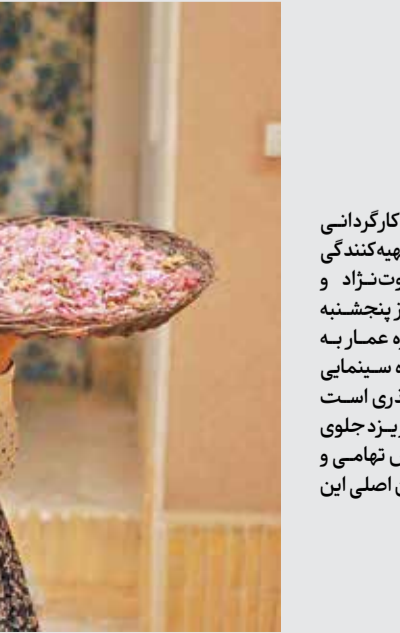 کارگردانی
هیه‌کنندگی
وت‌نژاد و
ز پنجشنبه
ه عمار به
ه سینمایی
ذری است
ر یزد جلوی
ل تهامی و
ن اصلی این